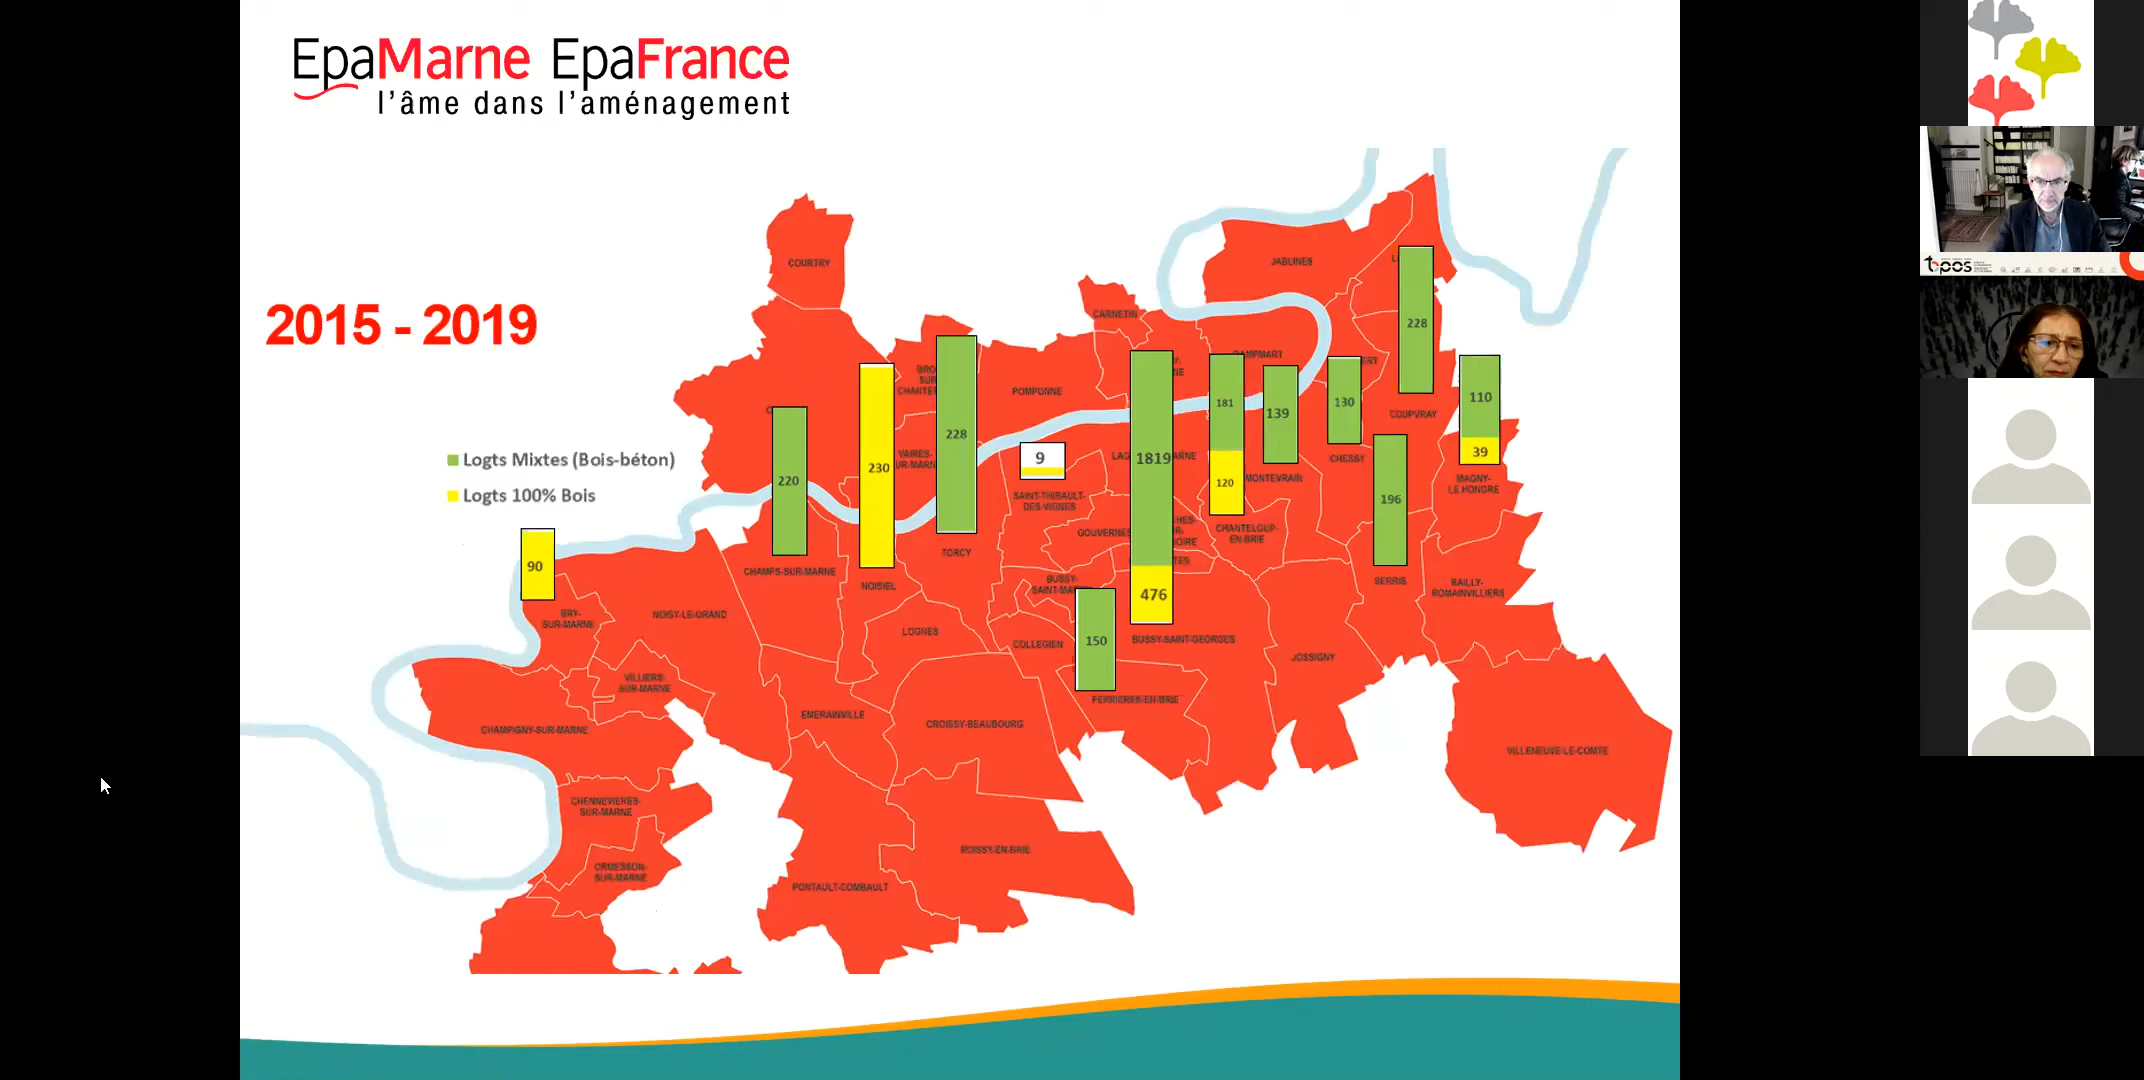 EpaMarne EpaFrance
l'âme dans l'aménagement
2015 - 2019
Logts Mixtes (Bois-béton)
Logts 100% Bois
COURTRY
JABLINES
CARNETIN
228
DAMPMART
POMPONNE
110
181
130
139
COUPVRAY
228
39
9
1819
CHESSY
230
220
120
MONTEVRAIN
MAGNY-
LE HONGRE
196
SAINT-THIBAULT-
DES-VIGNES
GOUVERNES
CHANTELOUP-
EN-BRIE
TORCY
90
CHAMPS-SUR-MARNE
NOISIEL
SERRIS
BAILLY-
ROMAINVILLIERS
BUSSY-
476
BRY-
SUR-MARNE
NOISY-LE-GRAND
LOGNES
COLLEGIEN
150
BUSSY-SAINT-GEORGES
JOSSIGNY
VILLIERS-
SUR-MARNE
FERRIERES-EN-BRIE
EMERAINVILLE
CROISSY-BEAUBOURG
CHAMPIGNY-SUR-MARNE
VILLENEUVE-LE-COMTE
CHENNEVIERES-
SUR-MARNE
ROISSY-EN-BRIE
ORMESSON-
SUR-MARNE
PONTAULT-COMBAULT
topos